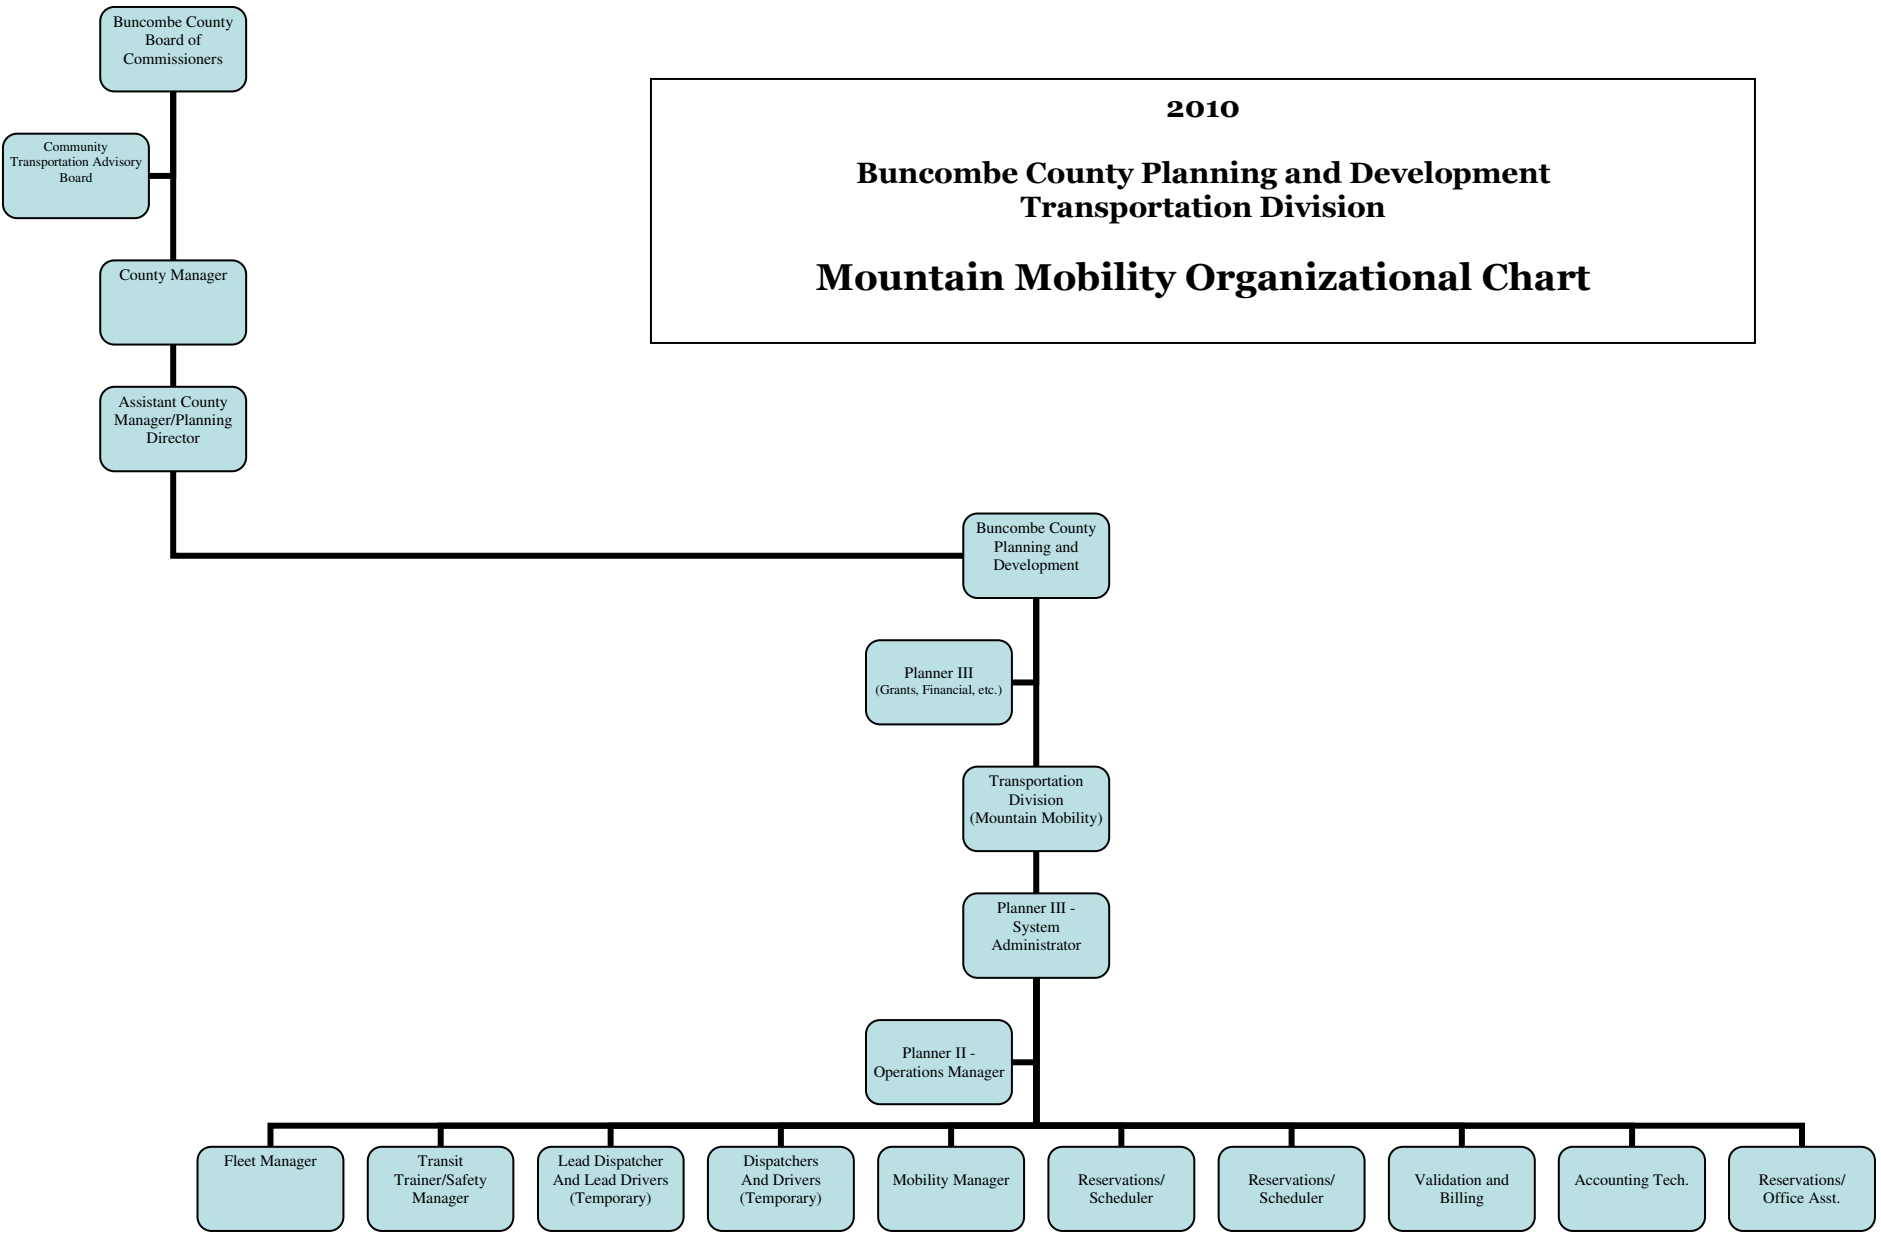 Buncombe County
Board of
Commissioners
2010
Buncombe County Planning and Development
Transportation Division
Mountain Mobility Organizational Chart
Community
Transportation Advisory
Board
County Manager
Assistant County
Manager/Planning
Director
Buncombe County
Planning and
Development
Planner III
(Grants, Financial, etc.)
Transportation
Division
(Mountain Mobility)
Planner III -
System
Administrator
Planner II -
Operations Manager
Fleet Manager
Transit
Trainer/Safety
Manager
Lead Dispatcher
And Lead Drivers
(Temporary)
Dispatchers
And Drivers
(Temporary)
Mobility Manager
Reservations/
Scheduler
Reservations/
Scheduler
Validation and
Billing
Accounting Tech.
Reservations/
Office Asst.